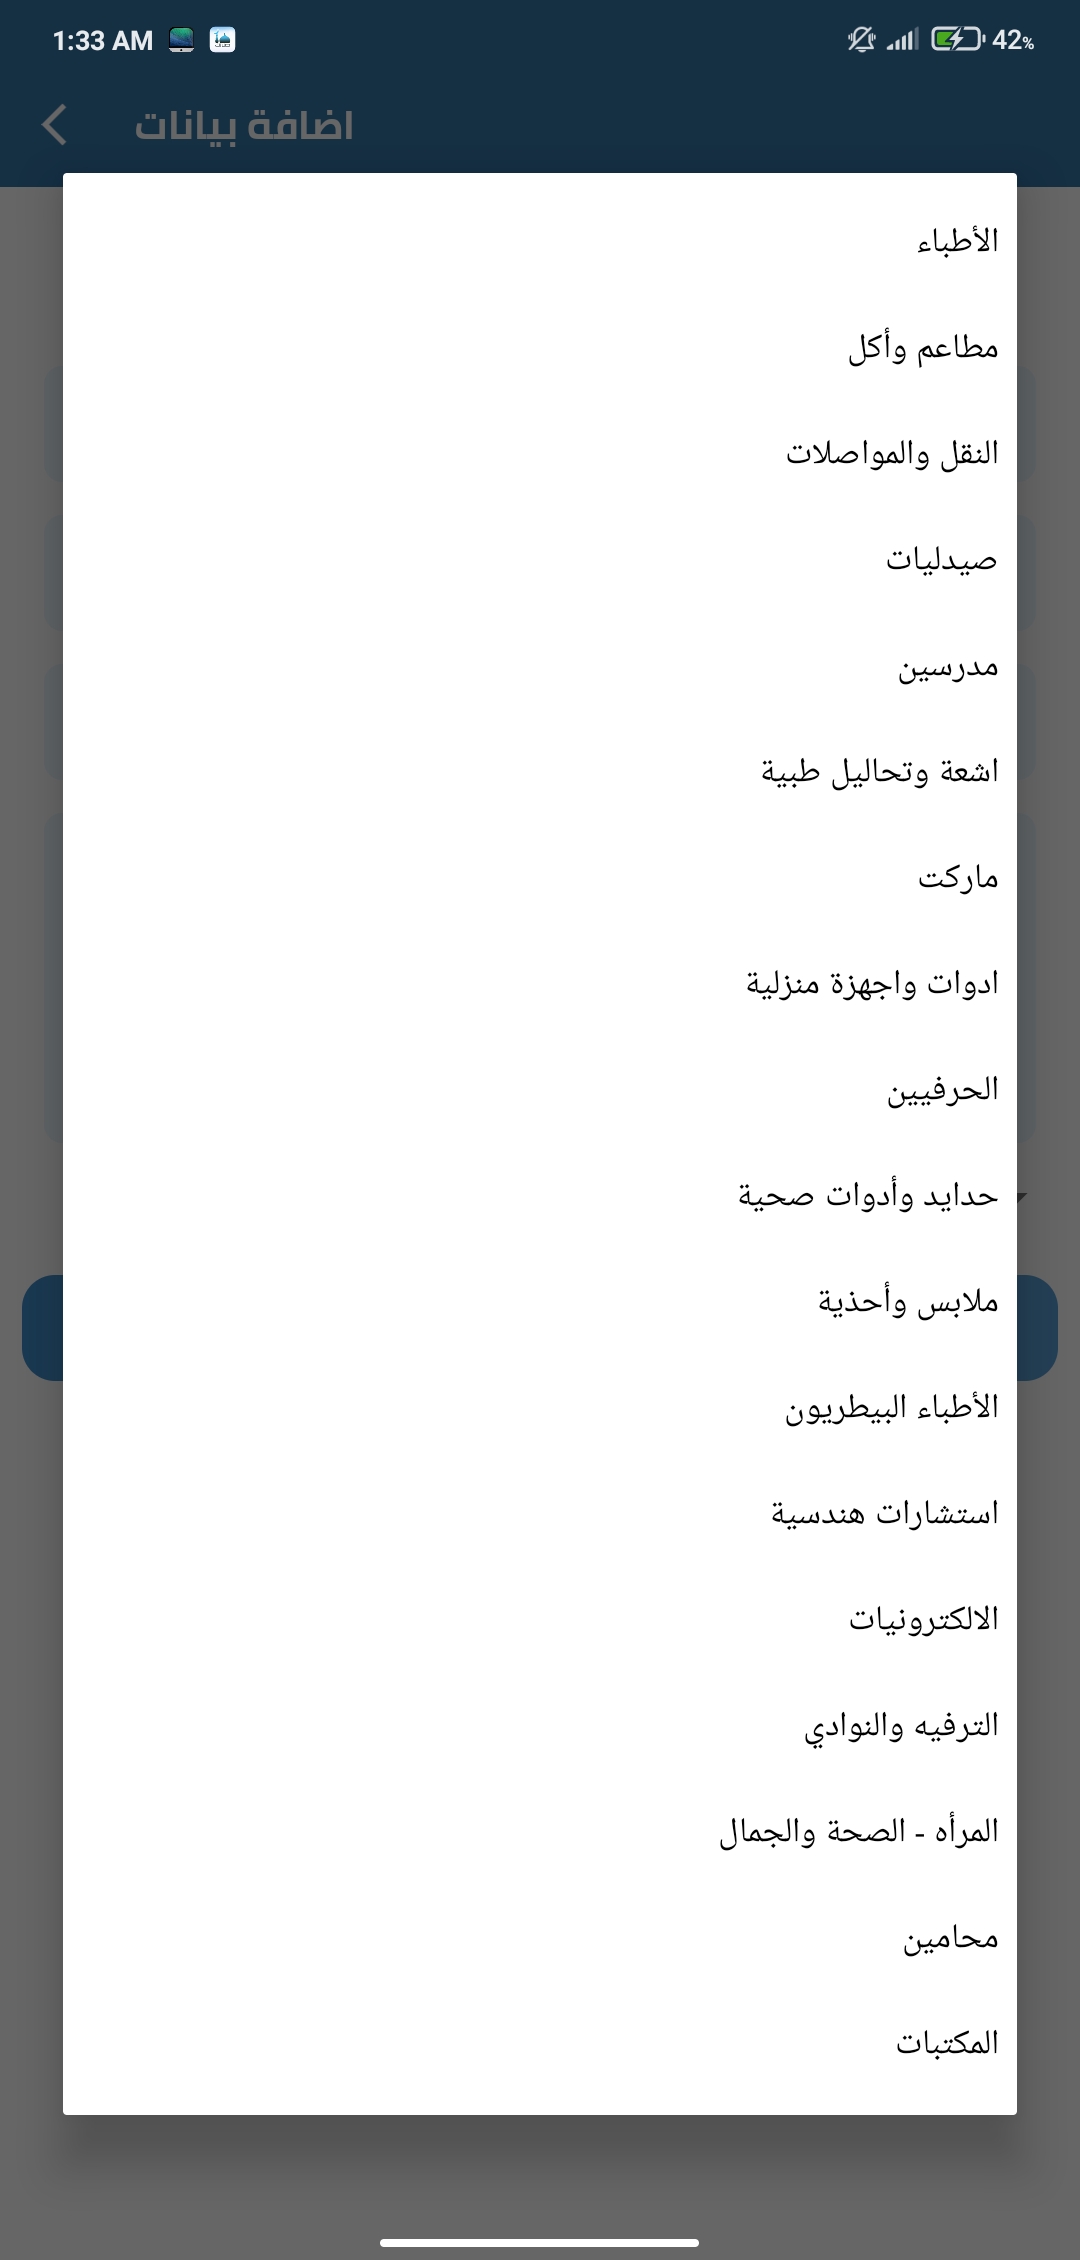 1:33 AM
42%
اضافة بيانات
الأطباء
مطاعم وأكل
النقل والمواصلات
صيدليات
مدرسين
اشعة وتحاليل طبية
ماركت
ادوات واجهزة منزلية
الحرفيين
حدايد وأدوات صحية
ملابس وأحذية
الأطباء البيطريون
استشارات هندسية
الالكترونيات
الترفيه والنوادي
المرأه - الصحة والجمال
محامين
المكتبات